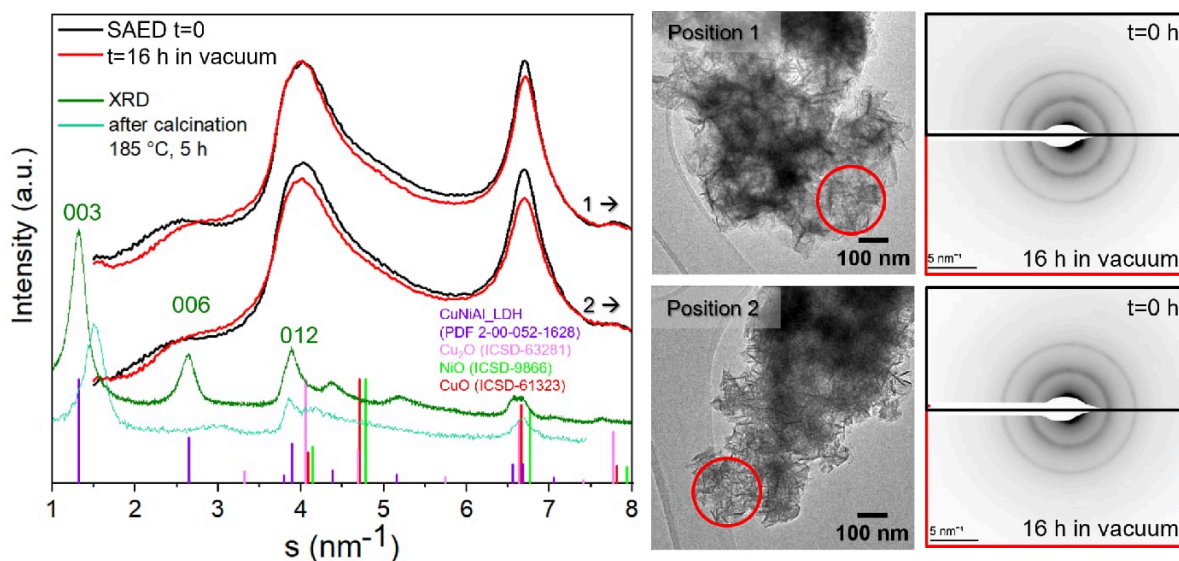 SAED t=0
t=16 h in vacuum
XRD
after calcination
185 °C, 5 h
003
006
012
1 →
2 →
CuNiAl_LDH
(PDF 2-00-052-1628)
Cu₂O (ICSD-63281)
NiO (ICSD-9866)
CuO (ICSD-61323)
Intensity (a.u.)
1 2 3 4 5 6 7 8
s (nm⁻¹)
Position 1
100 nm
t=0 h
5 nm⁻¹
16 h in vacuum
Position 2
100 nm
t=0 h
5 nm⁻¹
16 h in vacuum